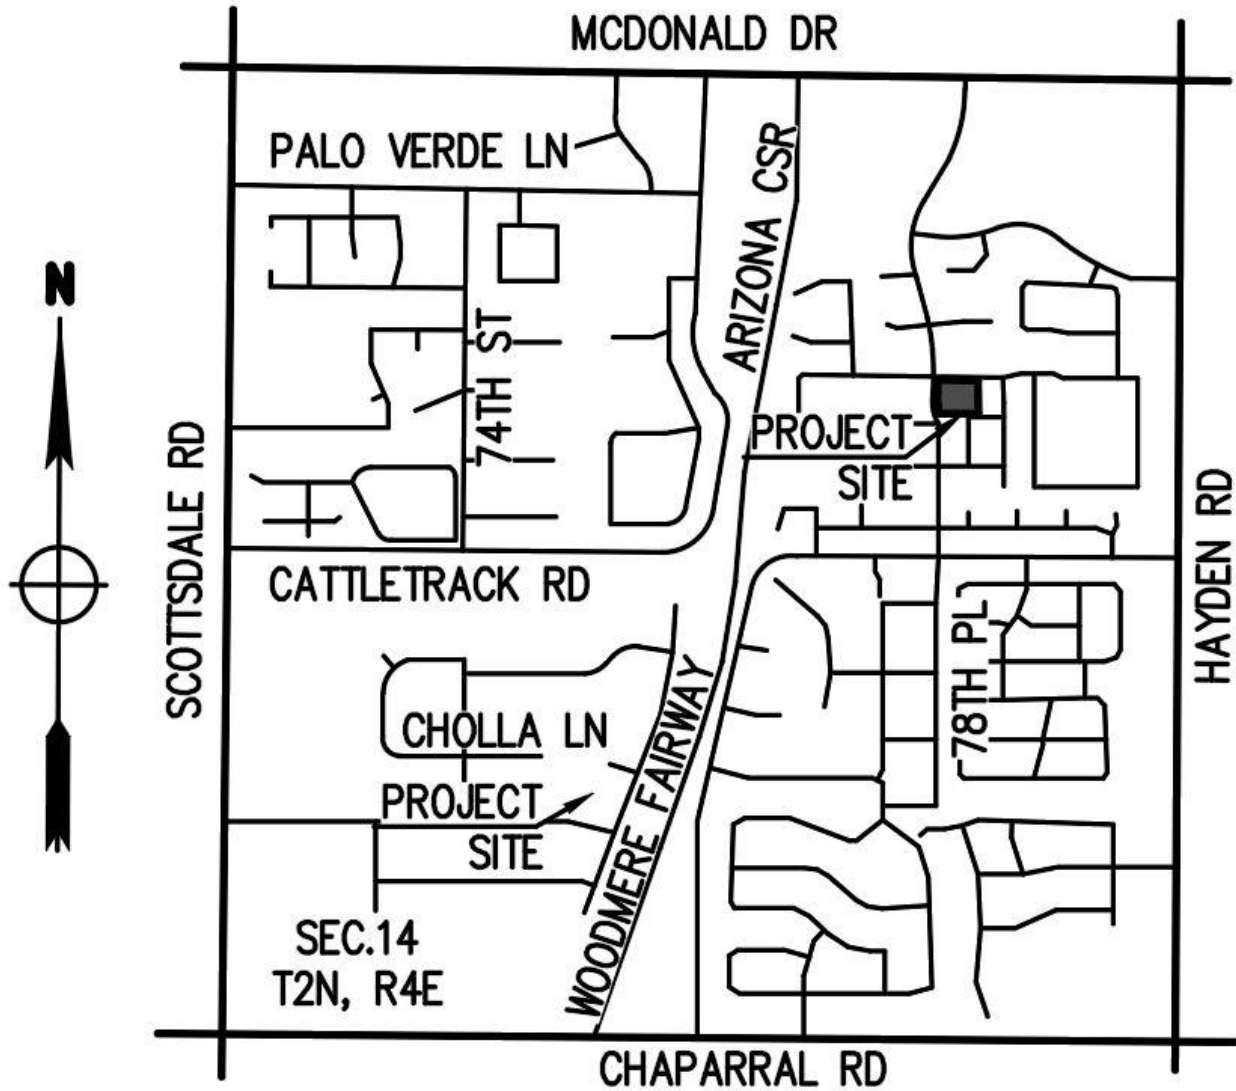 MCDONALD DR
PALO VERDE LN
ARIZONA CSR
N
74TH ST
PROJECT
SITE
SCOTTSDALE RD
HAYDEN RD
CATTLETRACK RD
78TH PL
CHOLLA LN
WOODMERE FAIRWAY
PROJECT
SITE
SEC.14
T2N, R4E
CHAPARRAL RD